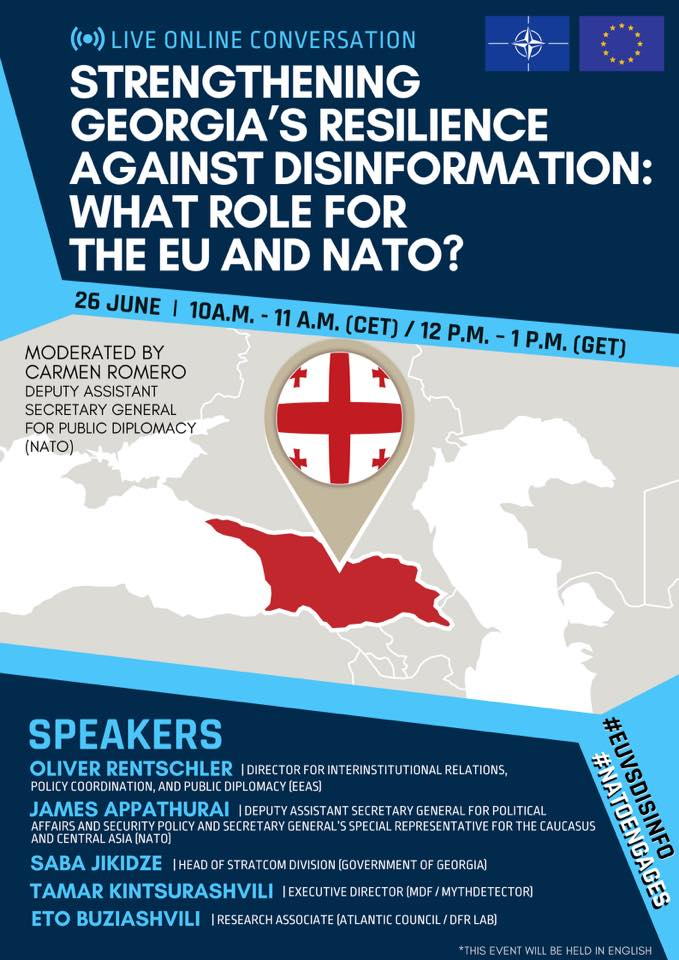 LIVE ONLINE CONVERSATION
STRENGTHENING
GEORGIA'S RESILIENCE
AGAINST DISINFORMATION:
WHAT ROLE FOR
THE EU AND NATO?
26 JUNE | 10A.M. - 11 A.M. (CET) / 12 P.M. - 1 P.M. (GET)
MODERATED BY
CARMEN ROMERO
DEPUTY ASSISTANT
SECRETARY GENERAL
FOR PUBLIC DIPLOMACY
(NATO)
SPEAKERS
OLIVER RENTSCHLER | DIRECTOR FOR INTERINSTITUTIONAL RELATIONS,
POLICY COORDINATION, AND PUBLIC DIPLOMACY (EEAS)
JAMES APPATHURAI | DEPUTY ASSISTANT SECRETARY GENERAL FOR POLITICAL
AFFAIRS AND SECURITY POLICY AND SECRETARY GENERAL'S SPECIAL REPRESENTATIVE FOR THE CAUCASUS
AND CENTRAL ASIA (NATO)
SABA JIKIDZE | HEAD OF STRATCOM DIVISION (GOVERNMENT OF GEORGIA)
TAMAR KINTSURASHVILI | EXECUTIVE DIRECTOR (MDF / MYTHDETECTOR)
ETO BUZIASHVILI | RESEARCH ASSOCIATE (ATLANTIC COUNCIL / DFR LAB)
#EUVSDISINFO
#NATOENGAGES
*THIS EVENT WILL BE HELD IN ENGLISH